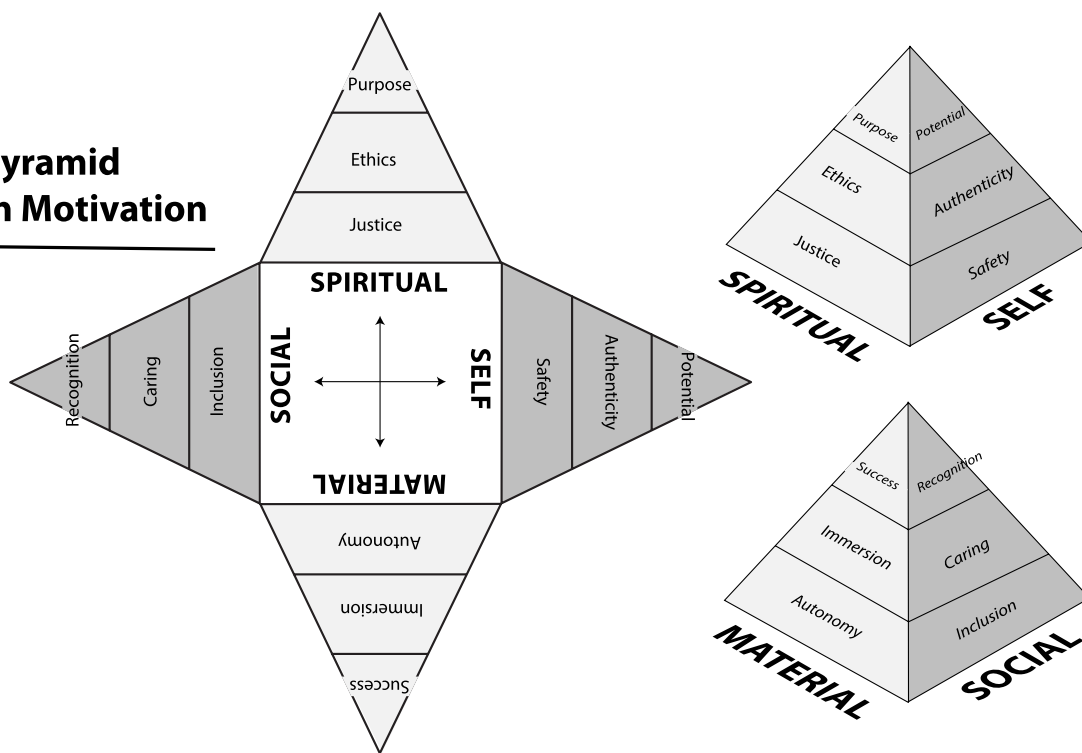 yramid
n Motivation
Purpose
Ethics
Justice
SPIRITUAL
Recognition
Caring
Inclusion
SOCIAL
SELF
Safety
Authenticity
Potential
MATERIAL
Autonomy
Immersion
Success
Purpose
Potential
Ethics
Authenticity
Justice
Safety
SPIRITUAL
SELF
Success
Recognition
Immersion
Caring
Autonomy
Inclusion
MATERIAL
SOCIAL